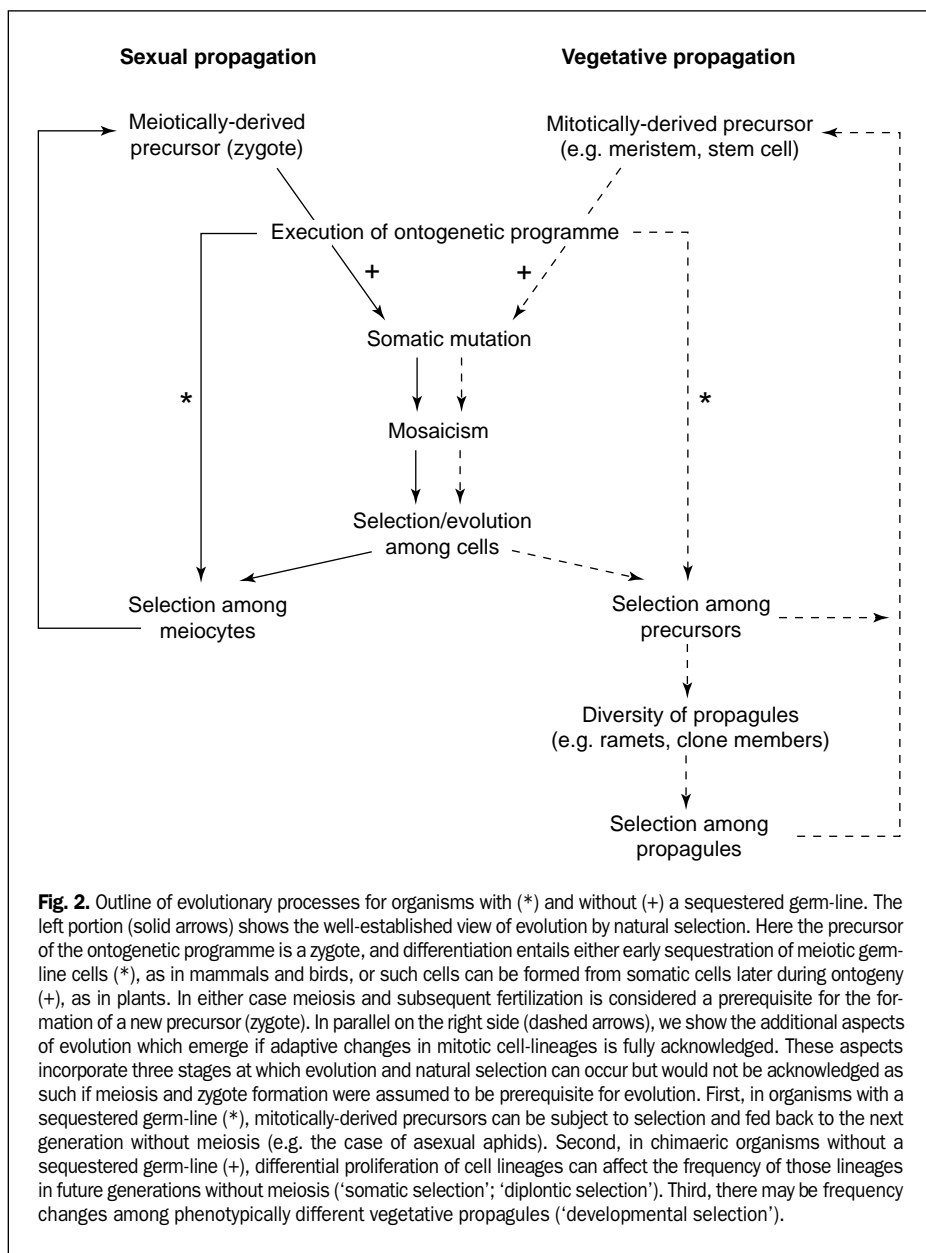 Sexual propagation
Vegetative propagation
Meiotically-derived
precursor (zygote)
Mitotically-derived precursor
(e.g. meristem, stem cell)
Execution of ontogenetic programme
+
+
Somatic mutation
*
*
Mosaicism
Selection/evolution
among cells
Selection among
meiocytes
Selection among
precursors
Diversity of propagules
(e.g. ramets, clone members)
Selection among
propagules
Fig. 2. Outline of evolutionary processes for organisms with (*) and without (+) a sequestered germ-line. The
left portion (solid arrows) shows the well-established view of evolution by natural selection. Here the precursor
of the ontogenetic programme is a zygote, and differentiation entails either early sequestration of meiotic germ-
line cells (*), as in mammals and birds, or such cells can be formed from somatic cells later during ontogeny
(+), as in plants. In either case meiosis and subsequent fertilization is considered a prerequisite for the for-
mation of a new precursor (zygote). In parallel on the right side (dashed arrows), we show the additional aspects
of evolution which emerge if adaptive changes in mitotic cell-lineages is fully acknowledged. These aspects
incorporate three stages at which evolution and natural selection can occur but would not be acknowledged as
such if meiosis and zygote formation were assumed to be prerequisite for evolution. First, in organisms with a
sequestered germ-line (*), mitotically-derived precursors can be subject to selection and fed back to the next
generation without meiosis (e.g. the case of asexual aphids). Second, in chimaeric organisms without a
sequestered germ-line (+), differential proliferation of cell lineages can affect the frequency of those lineages
in future generations without meiosis (‘somatic selection’; ‘diplontic selection’). Third, there may be frequency
changes among phenotypically different vegetative propagules (‘developmental selection’).